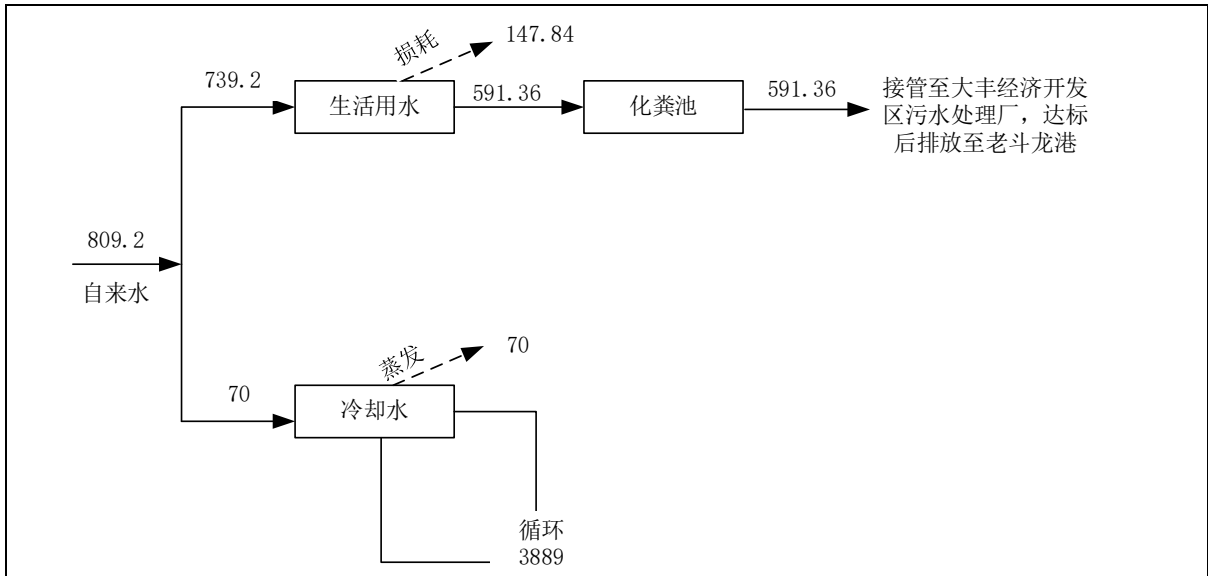 损耗
147.84
739.2
生活用水
591.36
化粪池
591.36
接管至大丰经济开发
区污水处理厂，达标
后排放至老斗龙港
809.2
自来水
蒸发
70
70
冷却水
循环
3889